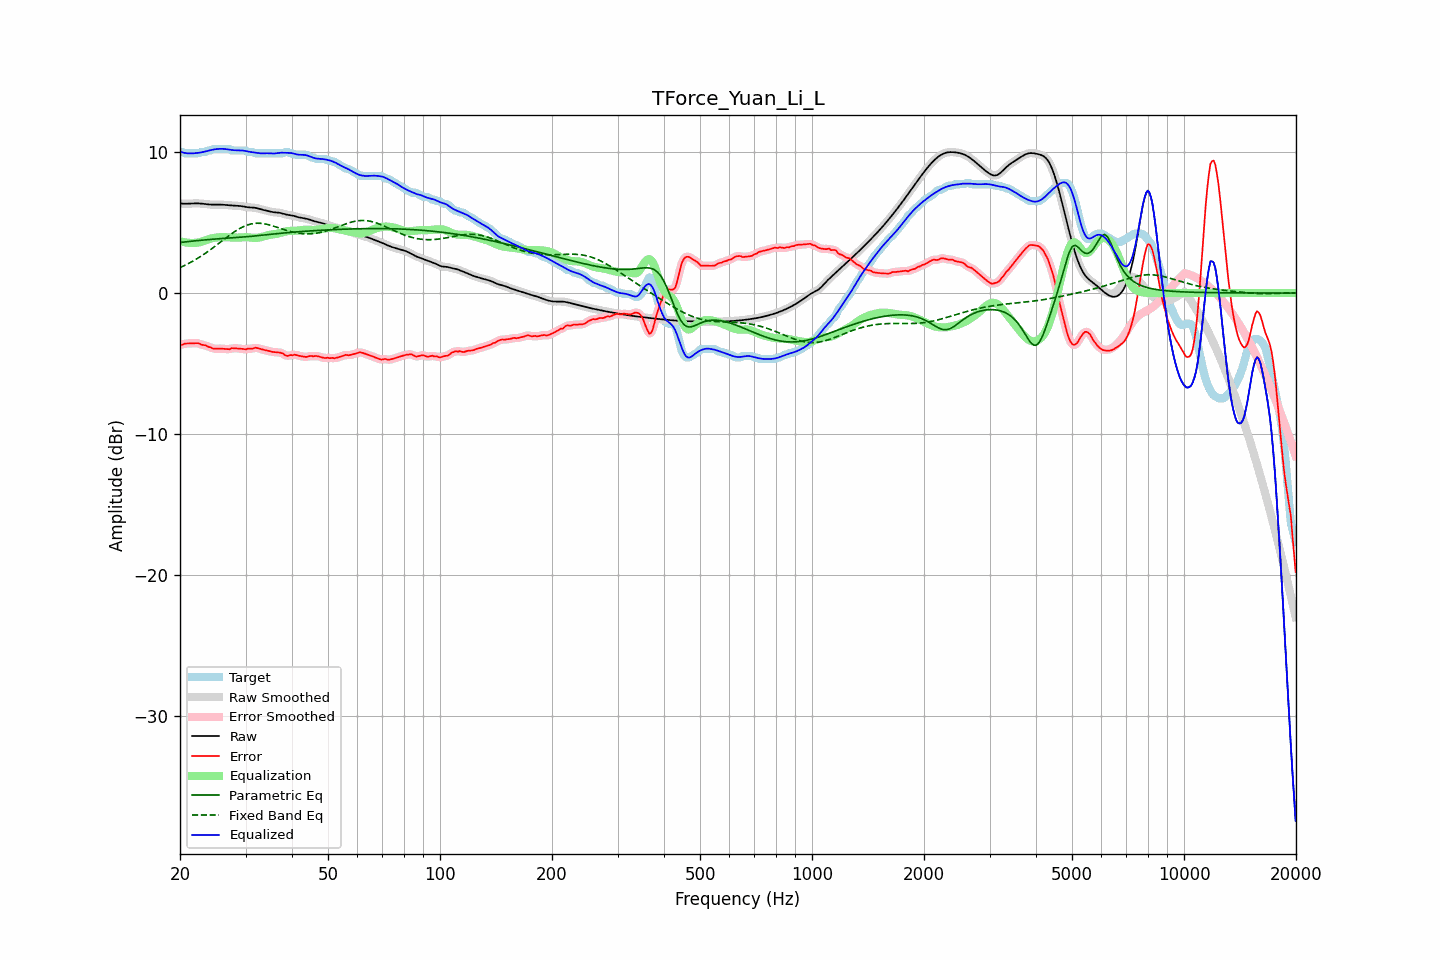 TForce_Yuan_Li_L
Amplitude (dBr)
10
0
−10
−20
−30
Target
Raw Smoothed
Error Smoothed
Raw
Error
Equalization
Parametric Eq
Fixed Band Eq
Equalized
20 50 100 200 500 1000 2000 5000 10000 20000
Frequency (Hz)